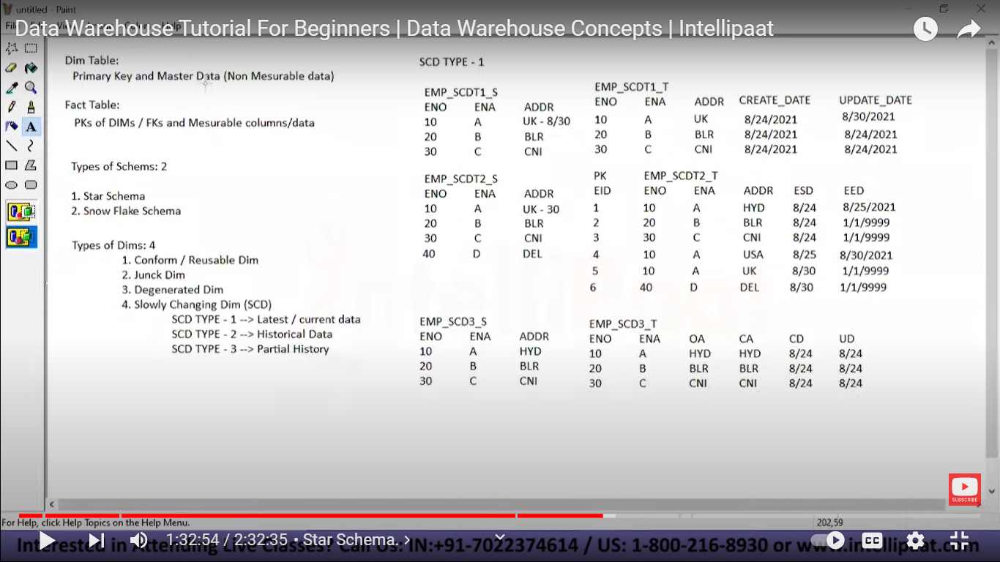 untitled - Paint
Data Warehouse Tutorial For Beginners | Data Warehouse Concepts | Intellipaat
Dim Table:
Primary Key and Master Data (Non Mesurable data)
Fact Table:
PKs of DIMs / FKs and Mesurable columns/data
Types of Schems: 2
1. Star Schema
2. Snow Flake Schema
Types of Dims: 4
1. Conform / Reusable Dim
2. Junck Dim
3. Degenerated Dim
4. Slowly Changing Dim (SCD)
SCD TYPE - 1 --> Latest / current data
SCD TYPE - 2 --> Historical Data
SCD TYPE - 3 --> Partial History
SCD TYPE - 1
EMP_SCDT1_S
ENO ENA ADDR
10 A UK - 8/30
20 B BLR
30 C CNI
EMP_SCDT1_T
ENO ENA ADDR CREATE_DATE UPDATE_DATE
10 A UK 8/24/2021 8/30/2021
20 B BLR 8/24/2021 8/24/2021
30 C CNI 8/24/2021 8/24/2021
EMP_SCDT2_S
ENO ENA ADDR
10 A UK - 30
20 B BLR
30 C CNI
40 D DEL
PK EMP_SCDT2_T
EID ENO ENA ADDR ESD EED
1 10 A HYD 8/24 8/25/2021
2 20 B BLR 8/24 1/1/9999
3 30 C CNI 8/24 1/1/9999
4 10 A USA 8/25 8/30/2021
5 10 A UK 8/30 1/1/9999
6 40 D DEL 8/30 1/1/9999
EMP_SCD3_S
ENO ENA ADDR
10 A HYD
20 B BLR
30 C CNI
EMP_SCD3_T
ENO ENA OA CA CD UD
10 A HYD HYD 8/24 8/24
20 B BLR BLR 8/24 8/24
30 C CNI CNI 8/24 8/24
SUBSCRIBE
For Help, click Help Topics on the Help Menu.
202,59
1:32:54 / 2:32:35 • Star Schema.
CC
Interested in Attending Live Classes? Call Us: IN:+91-7022374614 / US: 1-800-216-8930 or www.intellipaat.com